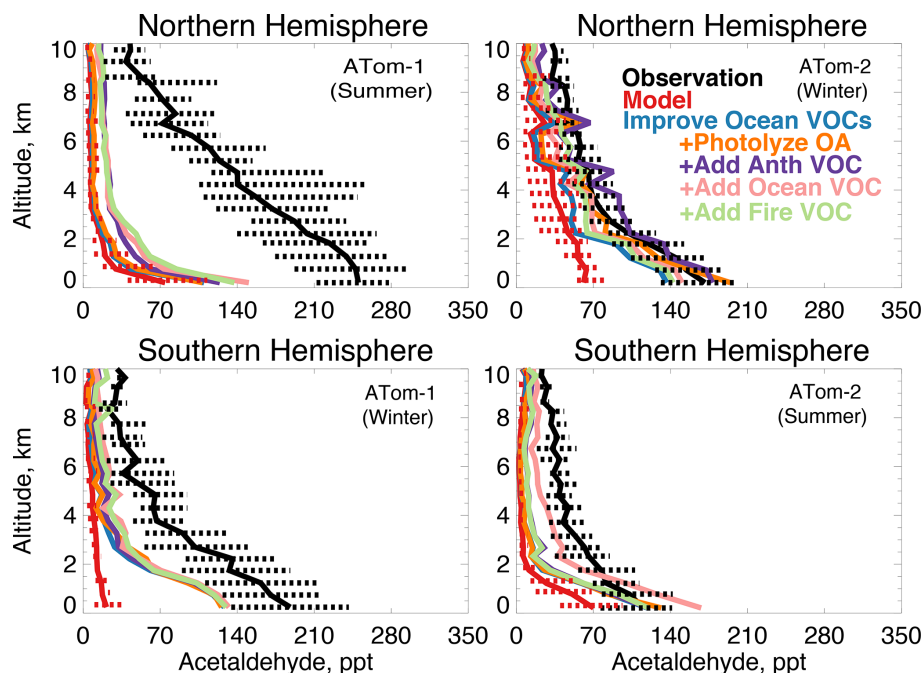 Northern Hemisphere
Northern Hemisphere
10
8
6
4
2
0
Altitude, km
ATom-1
(Summer)
0 70 140 210 280 350
10
8
6
4
2
0
ATom-2
(Winter)
Observation
Model
Improve Ocean VOCs
+Photolyze OA
+Add Anth VOC
+Add Ocean VOC
+Add Fire VOC
0 70 140 210 280 350
Southern Hemisphere
Southern Hemisphere
10
8
6
4
2
0
Altitude, km
ATom-1
(Winter)
0 70 140 210 280 350
Acetaldehyde, ppt
10
8
6
4
2
0
ATom-2
(Summer)
0 70 140 210 280 350
Acetaldehyde, ppt